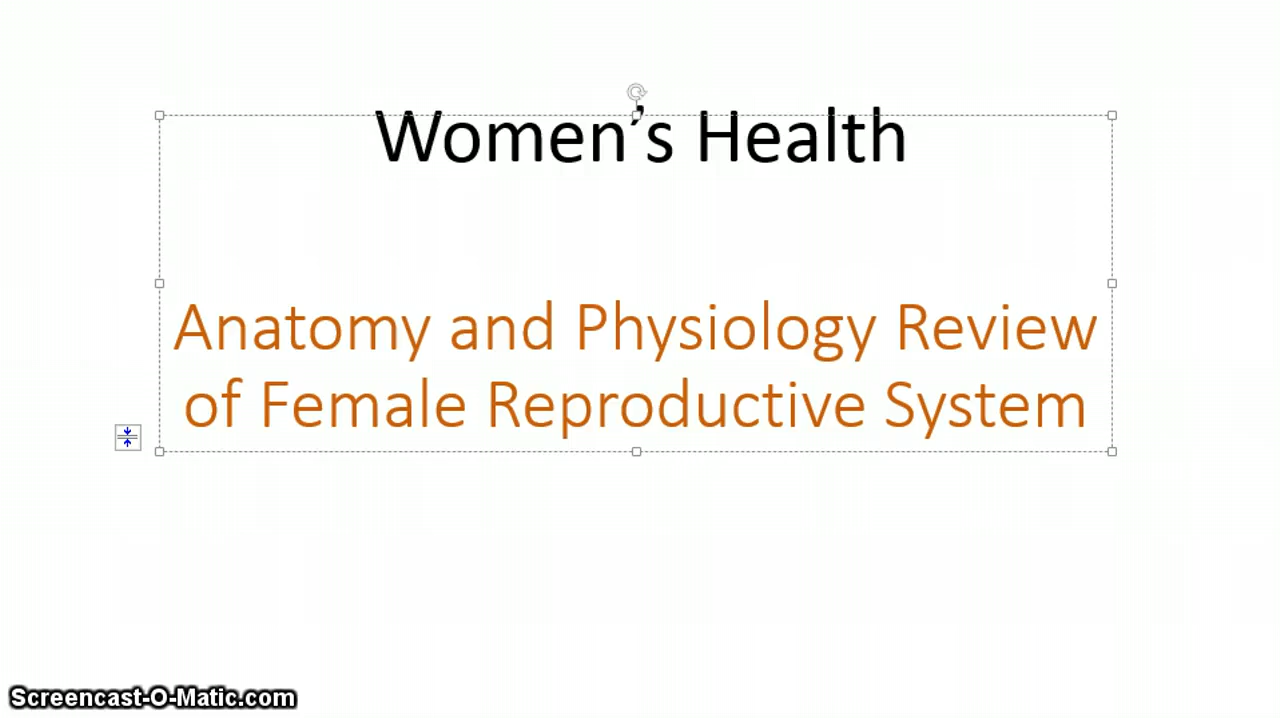 Women’s Health
Anatomy and Physiology Review
of Female Reproductive System
Screencast-O-Matic.com